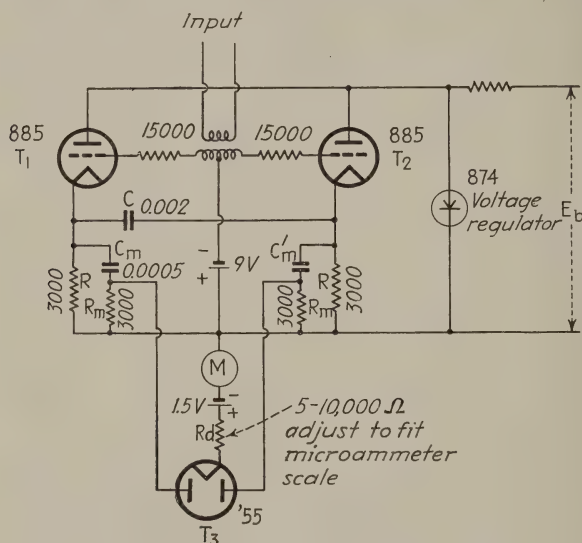 Input
885
T1
15000
15000
885
T2
874
Voltage
regulator
Eb
C
0.002
Cm
0.0005
R
3000
Rm
3000
-
+
9V
C'm
Rm
3000
R
3000
M
1.5V
-
+
Rd
5-10,000 Ω
adjust to fit
microammeter
scale
'55
T3